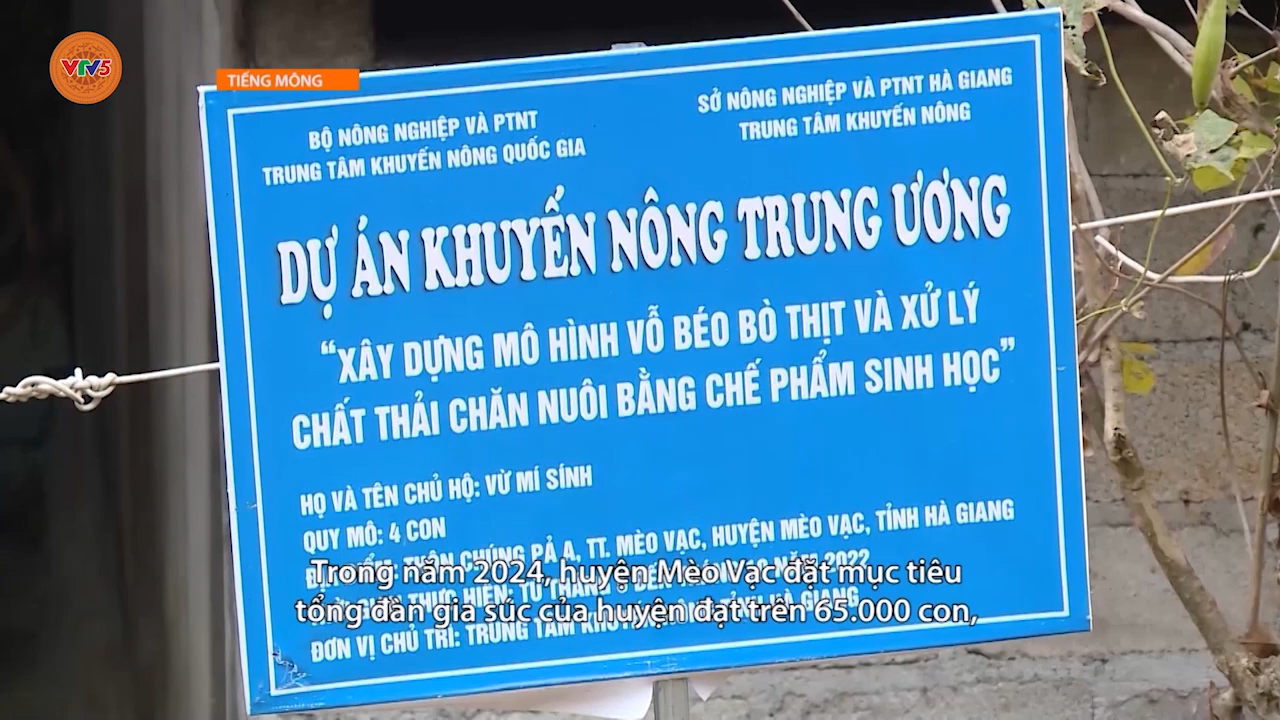 VTV5
TIẾNG MÔNG
BỘ NÔNG NGHIỆP VÀ PTNT
TRUNG TÂM KHUYẾN NÔNG QUỐC GIA
SỞ NÔNG NGHIỆP VÀ PTNT HÀ GIANG
TRUNG TÂM KHUYẾN NÔNG
DỰ ÁN KHUYẾN NÔNG TRUNG ƯƠNG
“XÂY DỰNG MÔ HÌNH VỖ BÉO BÒ THỊT VÀ XỬ LÝ
CHẤT THẢI CHĂN NUÔI BẰNG CHẾ PHẨM SINH HỌC”
HỌ VÀ TÊN CHỦ HỘ: VỪ MÍ SÍNH
QUY MÔ: 4 CON
THÔN CHÚNG PẢ A, TT. MÈO VẠC, HUYỆN MÈO VẠC, TỈNH HÀ GIANG
Trong năm 2024, huyện Mèo Vạc đặt mục tiêu
NĂM 2022
tổng đàn gia súc của huyện đạt trên 65.000 con,
ĐƠN VỊ CHỦ TRÌ: TRUNG TÂM